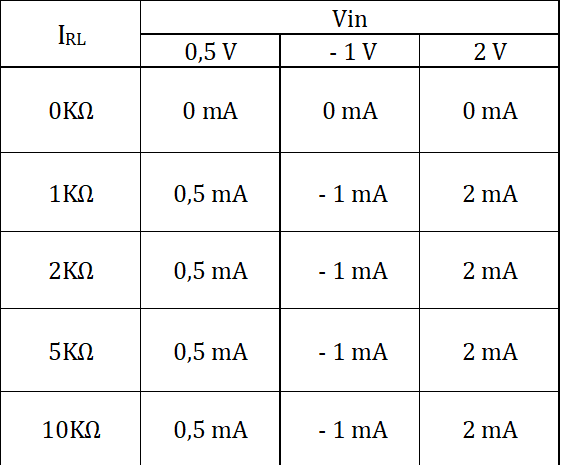 I_RL Vin
0,5 V - 1 V 2 V
0KΩ 0 mA 0 mA 0 mA
1KΩ 0,5 mA - 1 mA 2 mA
2KΩ 0,5 mA - 1 mA 2 mA
5KΩ 0,5 mA - 1 mA 2 mA
10KΩ 0,5 mA - 1 mA 2 mA